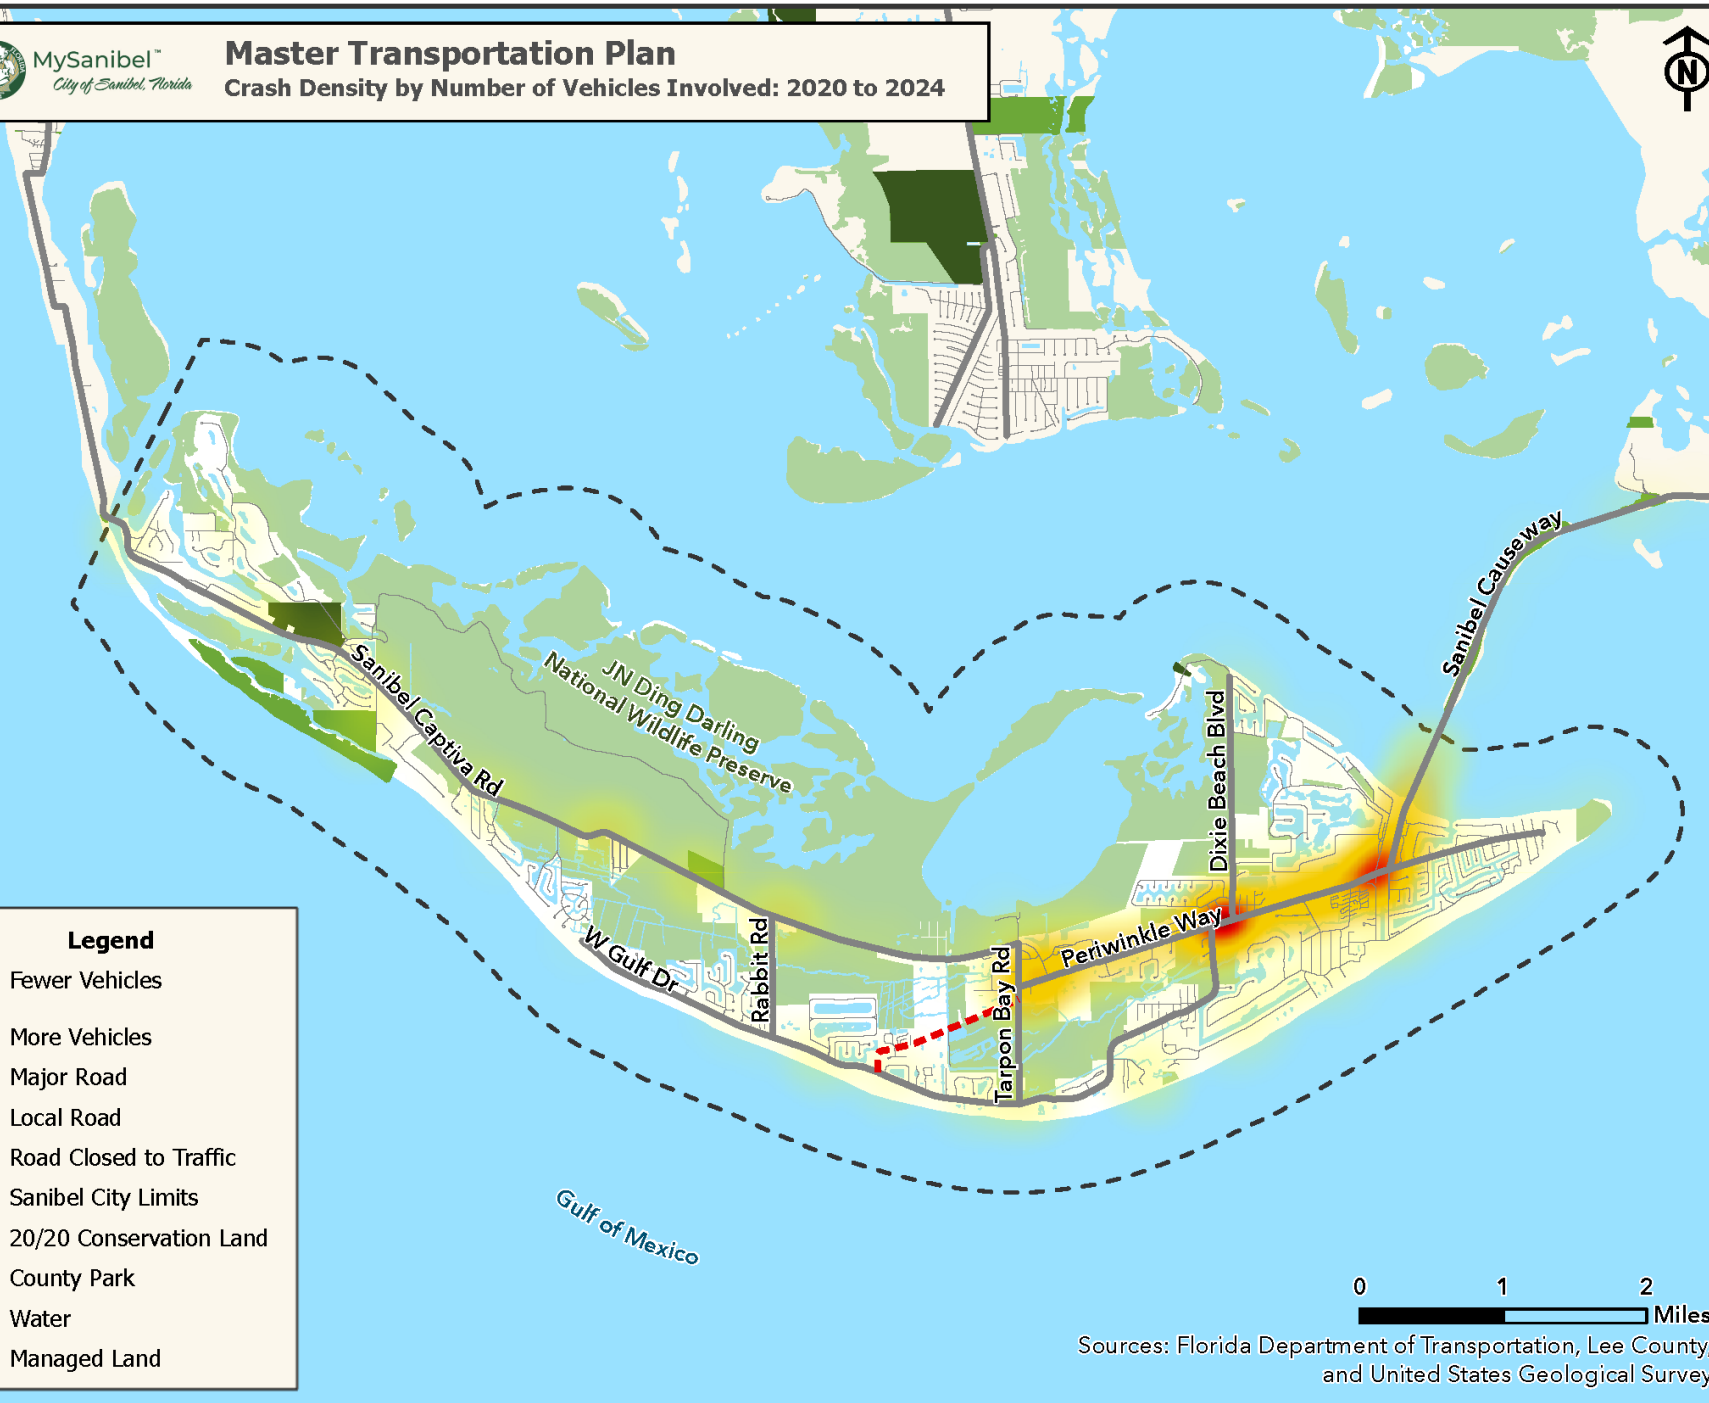 MySanibel™
City of Sanibel, Florida
Master Transportation Plan
Crash Density by Number of Vehicles Involved: 2020 to 2024
N
Sanibel Causeway
JN Ding Darling
National Wildlife Preserve
Sanibel Captiva Rd
Dixie Beach Blvd
Periwinkle Way
W Gulf Dr
Rabbit Rd
Tarpon Bay Rd
Gulf of Mexico
Legend
Fewer Vehicles
More Vehicles
Major Road
Local Road
Road Closed to Traffic
Sanibel City Limits
20/20 Conservation Land
County Park
Water
Managed Land
0 1 2
Miles
Sources: Florida Department of Transportation, Lee County,
and United States Geological Survey